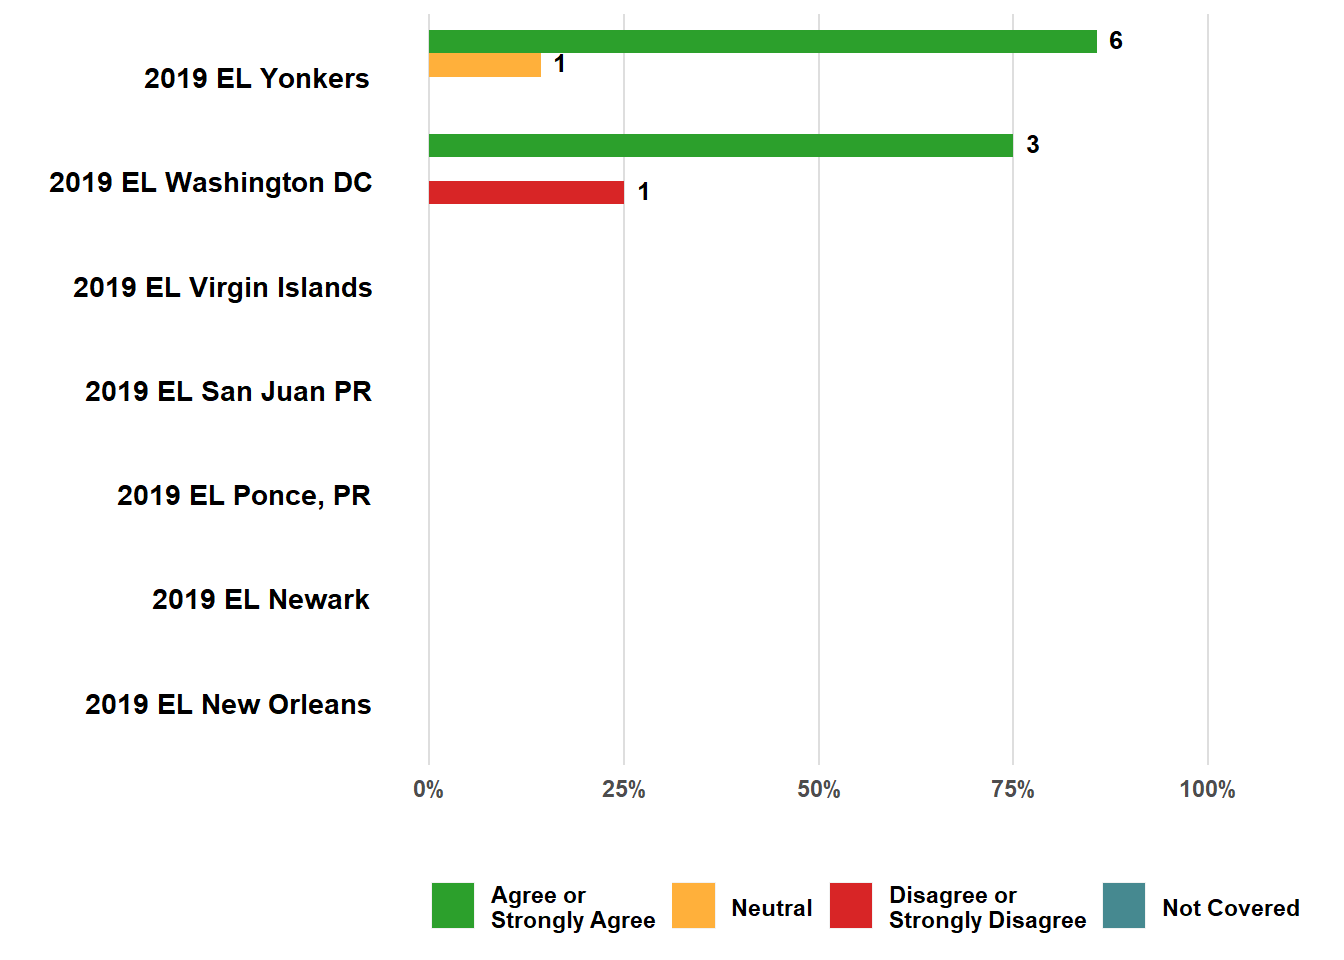 6
2019 EL Yonkers
1
3
2019 EL Washington DC
1
2019 EL Virgin Islands
2019 EL San Juan PR
2019 EL Ponce, PR
2019 EL Newark
2019 EL New Orleans
0% 25% 50% 75% 100%
Agree or
Strongly Agree
Neutral
Disagree or
Strongly Disagree
Not Covered